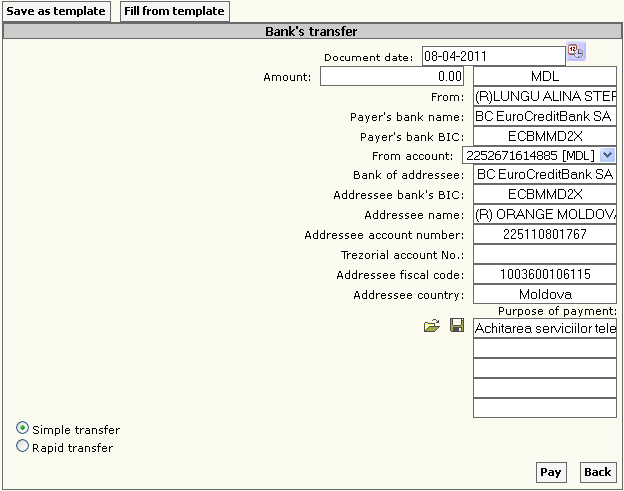 Save as template Fill from template
Bank's transfer
Document date: 08-04-2011
Amount: 0.00 MDL
From: (R)LUNGU ALINA STEF
Payer's bank name: BC EuroCreditBank SA
Payer's bank BIC: ECBMMD2X
From account: 2252671614885 [MDL]
Bank of addressee: BC EuroCreditBank SA
Addressee bank's BIC: ECBMMD2X
Addressee name: (R) ORANGE MOLDOVA
Addressee account number: 225110801767
Trezorial account No.:
Addressee fiscal code: 1003600106115
Addressee country: Moldova
Purpose of payment:
Achitarea serviciilor tele
Simple transfer
Rapid transfer
Pay Back